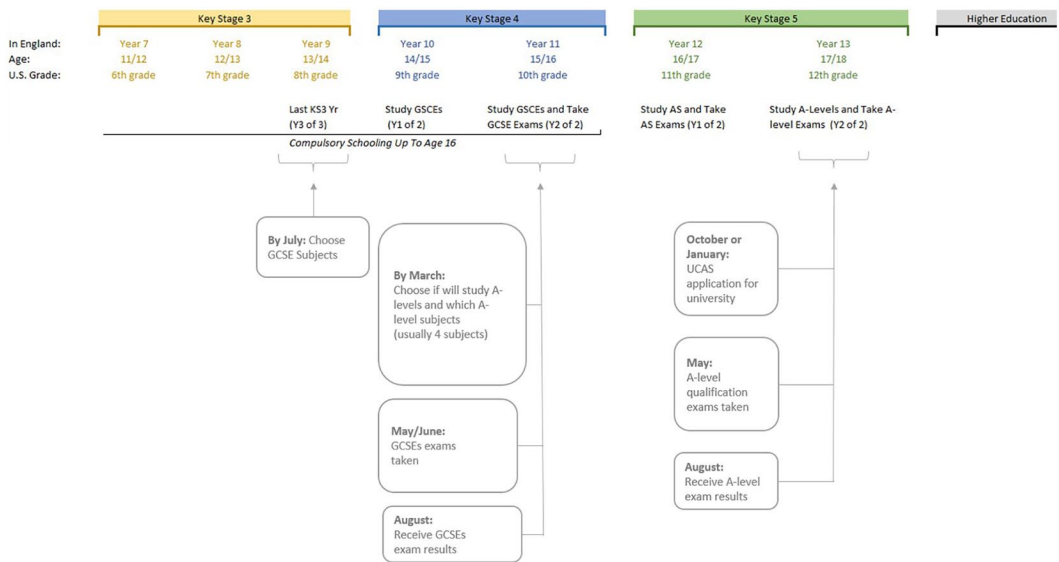 Key Stage 3
Key Stage 4
Key Stage 5
Higher Education
In England:
Year 7
Year 8
Year 9
Year 10
Year 11
Year 12
Year 13
Age:
11/12
12/13
13/14
14/15
15/16
16/17
17/18
U.S. Grade:
6th grade
7th grade
8th grade
9th grade
10th grade
11th grade
12th grade
Last KS3 Yr
(Y3 of 3)
Study GSCEs
(Y1 of 2)
Study GSCEs and Take
GCSE Exams (Y2 of 2)
Study AS and Take
AS Exams (Y1 of 2)
Study A-Levels and Take A-
level Exams (Y2 of 2)
Compulsory Schooling Up To Age 16
By July: Choose
GCSE Subjects
By March:
Choose if will study A-
levels and which A-
level subjects
(usually 4 subjects)
May/June:
GCSEs exams
taken
August:
Receive GCSEs
exam results
October or
January:
UCAS
application for
university
May:
A-level
qualification
exams taken
August:
Receive A-level
exam results